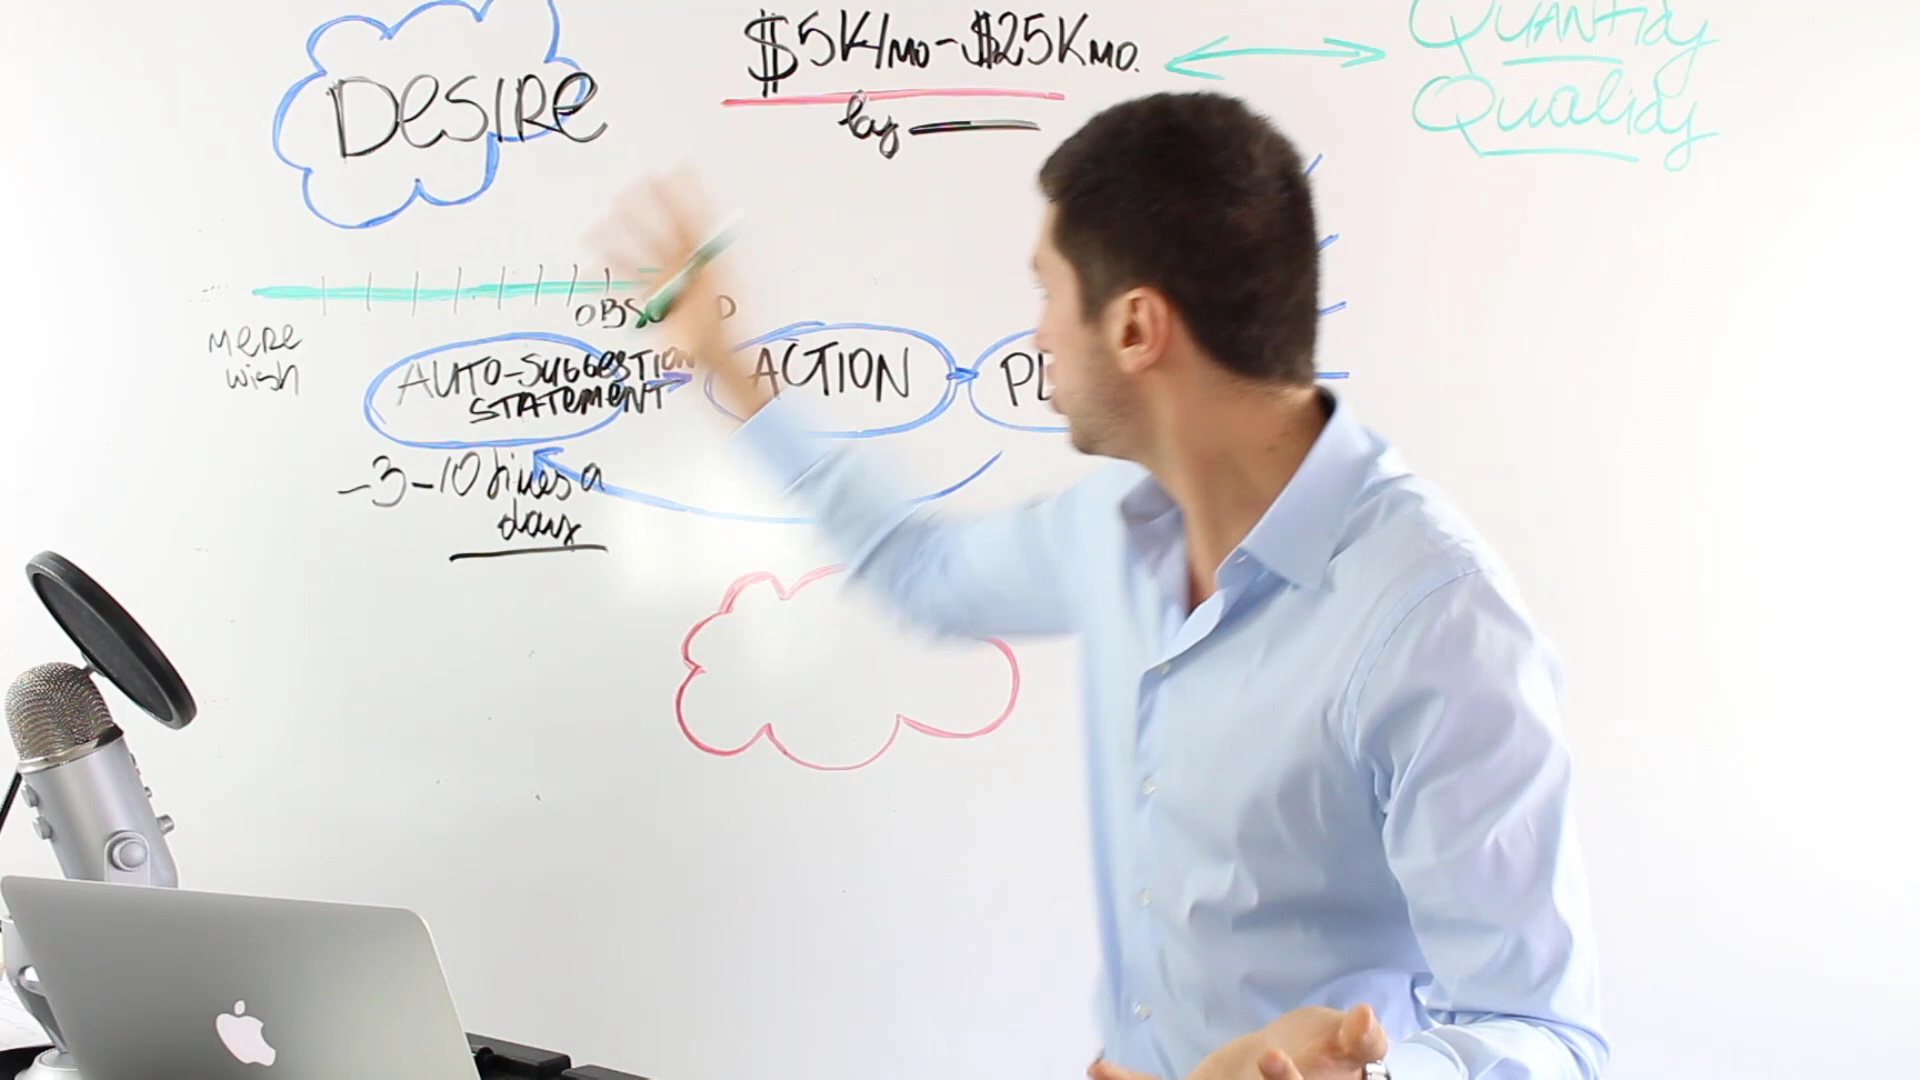 DESIRE
$5K/MO-$25K MO.
by
QUANTITY
Quality
MERE
wish
AUTO-SUGGESTION
STATEMENT
ACTION
-3-10 times a
day